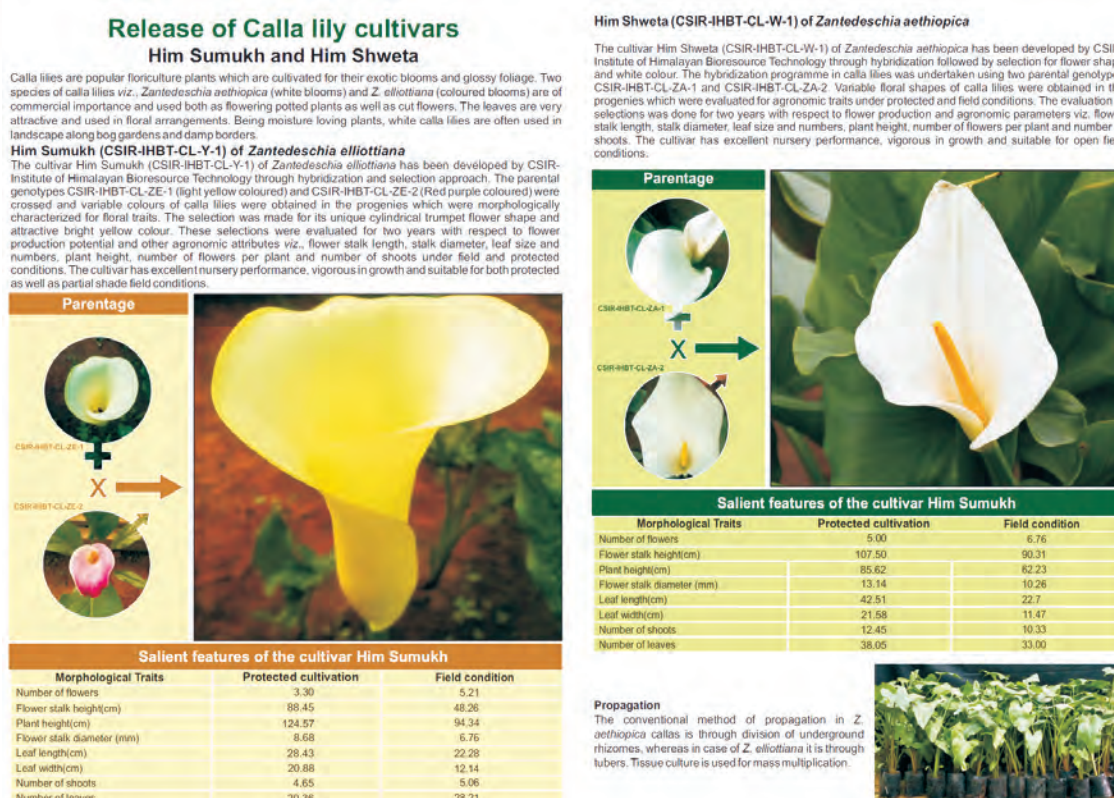 Release of Calla lily cultivars
Him Sumukh and Him Shweta
Calla lilies are popular floriculture plants which are cultivated for their exotic blooms and glossy foliage. Two
species of calla lilies viz., Zantedeschia aethiopica (white blooms) and Z. elliottiana (coloured blooms) are of
commercial importance and used both as flowering potted plants as well as cut flowers. The leaves are very
attractive and used in floral arrangements. Being moisture loving plants, white calla lilies are often used in
landscape along bog gardens and damp borders.
Him Sumukh (CSIR-IHBT-CL-Y-1) of Zantedeschia elliottiana
The cultivar Him Sumukh (CSIR-IHBT-CL-Y-1) of Zantedeschia elliottiana has been developed by CSIR-
Institute of Himalayan Bioresource Technology through hybridization and selection approach. The parental
genotypes CSIR-IHBT-CL-ZE-1 (light yellow coloured) and CSIR-IHBT-CL-ZE-2 (Red purple coloured) were
crossed and variable colours of calla lilies were obtained in the progenies which were morphologically
characterized for floral traits. The selection was made for its unique cylindrical trumpet flower shape and
attractive bright yellow colour. These selections were evaluated for two years with respect to flower
production potential and other agronomic attributes viz., flower stalk length, stalk diameter, leaf size and
numbers, plant height, number of flowers per plant and number of shoots under field and protected
conditions. The cultivar has excellent nursery performance, vigorous in growth and suitable for both protected
as well as partial shade field conditions.
Parentage
CSIR-IHBT-CL-ZE-1
X
CSIR-IHBT-CL-ZE-2
Salient features of the cultivar Him Sumukh
Morphological Traits Protected cultivation Field condition
Number of flowers 3.30 5.21
Flower stalk height(cm) 88.45 48.26
Plant height(cm) 124.57 94.34
Flower stalk diameter (mm) 8.68 6.76
Leaf length(cm) 28.43 22.28
Leaf width(cm) 20.88 12.14
Number of shoots 4.65 5.06
Number of leaves
Him Shweta (CSIR-IHBT-CL-W-1) of Zantedeschia aethiopica
The cultivar Him Shweta (CSIR-IHBT-CL-W-1) of Zantedeschia aethiopica has been developed by
Institute of Himalayan Bioresource Technology through hybridization followed by selection for flower
and white colour. The hybridization programme in calla lilies was undertaken using two parental
CSIR-IHBT-CL-ZA-1 and CSIR-IHBT-CL-ZA-2. Variable floral shapes of calla lilies were obtained in
progenies which were evaluated for agronomic traits under protected and field conditions. The evaluation
selections was done for two years with respect to flower production and agronomic parameters viz.
stalk length, stalk diameter, leaf size and numbers, plant height, number of flowers per plant and number
shoots. The cultivar has excellent nursery performance, vigorous in growth and suitable for open
conditions.
Parentage
CSIR-IHBT-CL-ZA-1
X
CSIR-IHBT-CL-ZA-2
Salient features of the cultivar Him Sumukh
Morphological Traits Protected cultivation Field condition
Number of flowers 5.00 6.76
Flower stalk height(cm) 107.50 90.31
Plant height(cm) 85.62 62.23
Flower stalk diameter (mm) 13.14 10.26
Leaf length(cm) 42.51 22.7
Leaf width(cm) 21.58 11.47
Number of shoots 12.45 10.33
Number of leaves 38.05 33.00
Propagation
The conventional method of propagation in Z.
aethiopica callas is through division of underground
rhizomes, whereas in case of Z. elliottiana it is through
tubers. Tissue culture is used for mass multiplication.